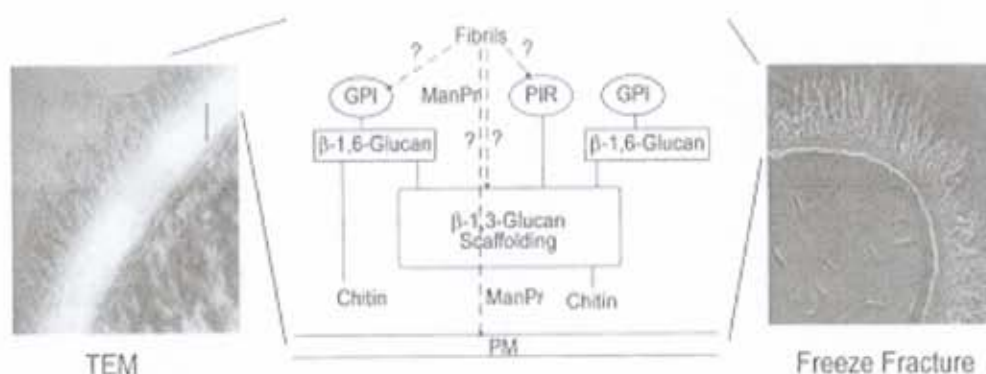 Fibrils
? ?
GPI ManPr PIR GPI
β-1,6-Glucan ? ? β-1,6-Glucan
β-1,3-Glucan
Scaffolding
Chitin ManPr Chitin
PM
TEM Freeze Fracture